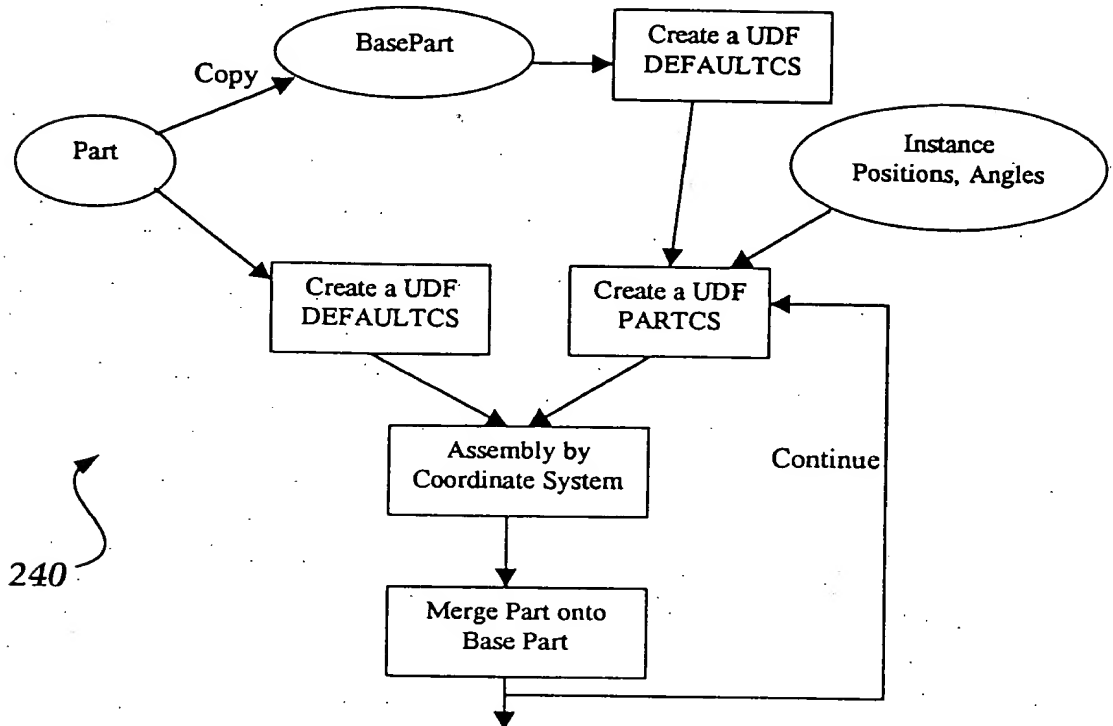 BasePart
Create a UDF
DEFAULTCS
Copy
Part
Instance
Positions, Angles
Create a UDF
DEFAULTCS
Create a UDF
PARTCS
Assembly by
Coordinate System
Continue
240
Merge Part onto
Base Part